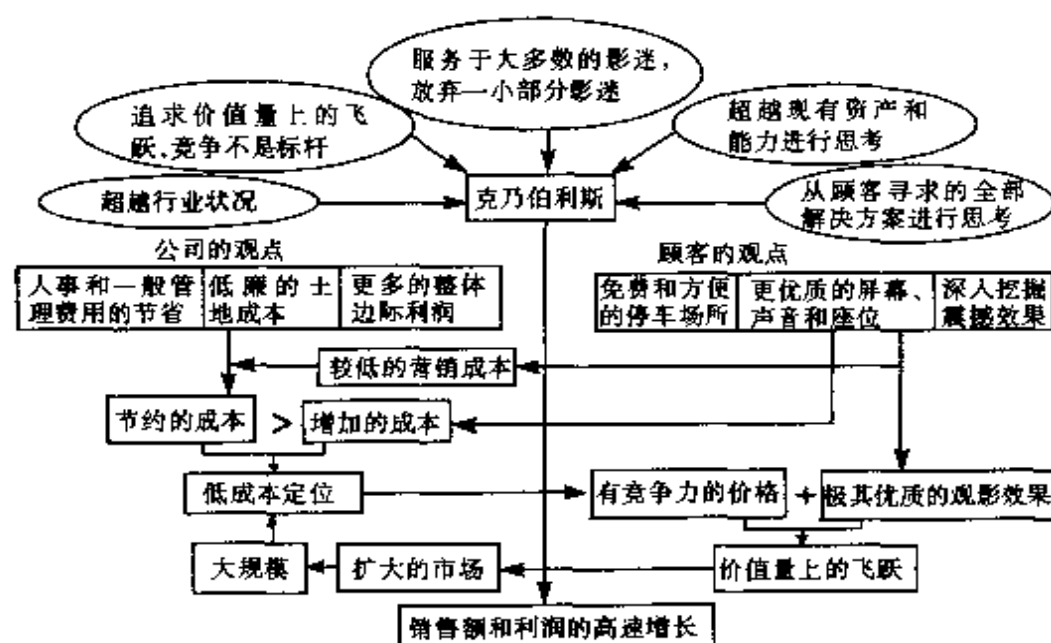 服务于大多数的影迷,
放弃一小部分影迷
追求价值量上的飞
跃、竞争不是标杆
超越现有资产和
能力进行思考
超越行业状况
克乃伯利斯
从顾客寻求的全部
解决方案进行思考
公司的观点
顾客的观点
人事和一般管
理费用的节省
低廉的土
地成本
更多的整体
边际利润
免费和方便
的停车场所
更优质的屏幕、
声音和座位
深入挖掘
震撼效果
较低的营销成本
节约的成本
>
增加的成本
低成本定位
有竞争力的价格
+
极其优质的观影效果
大规模
扩大的市场
价值量上的飞跃
销售额和利润的高速增长